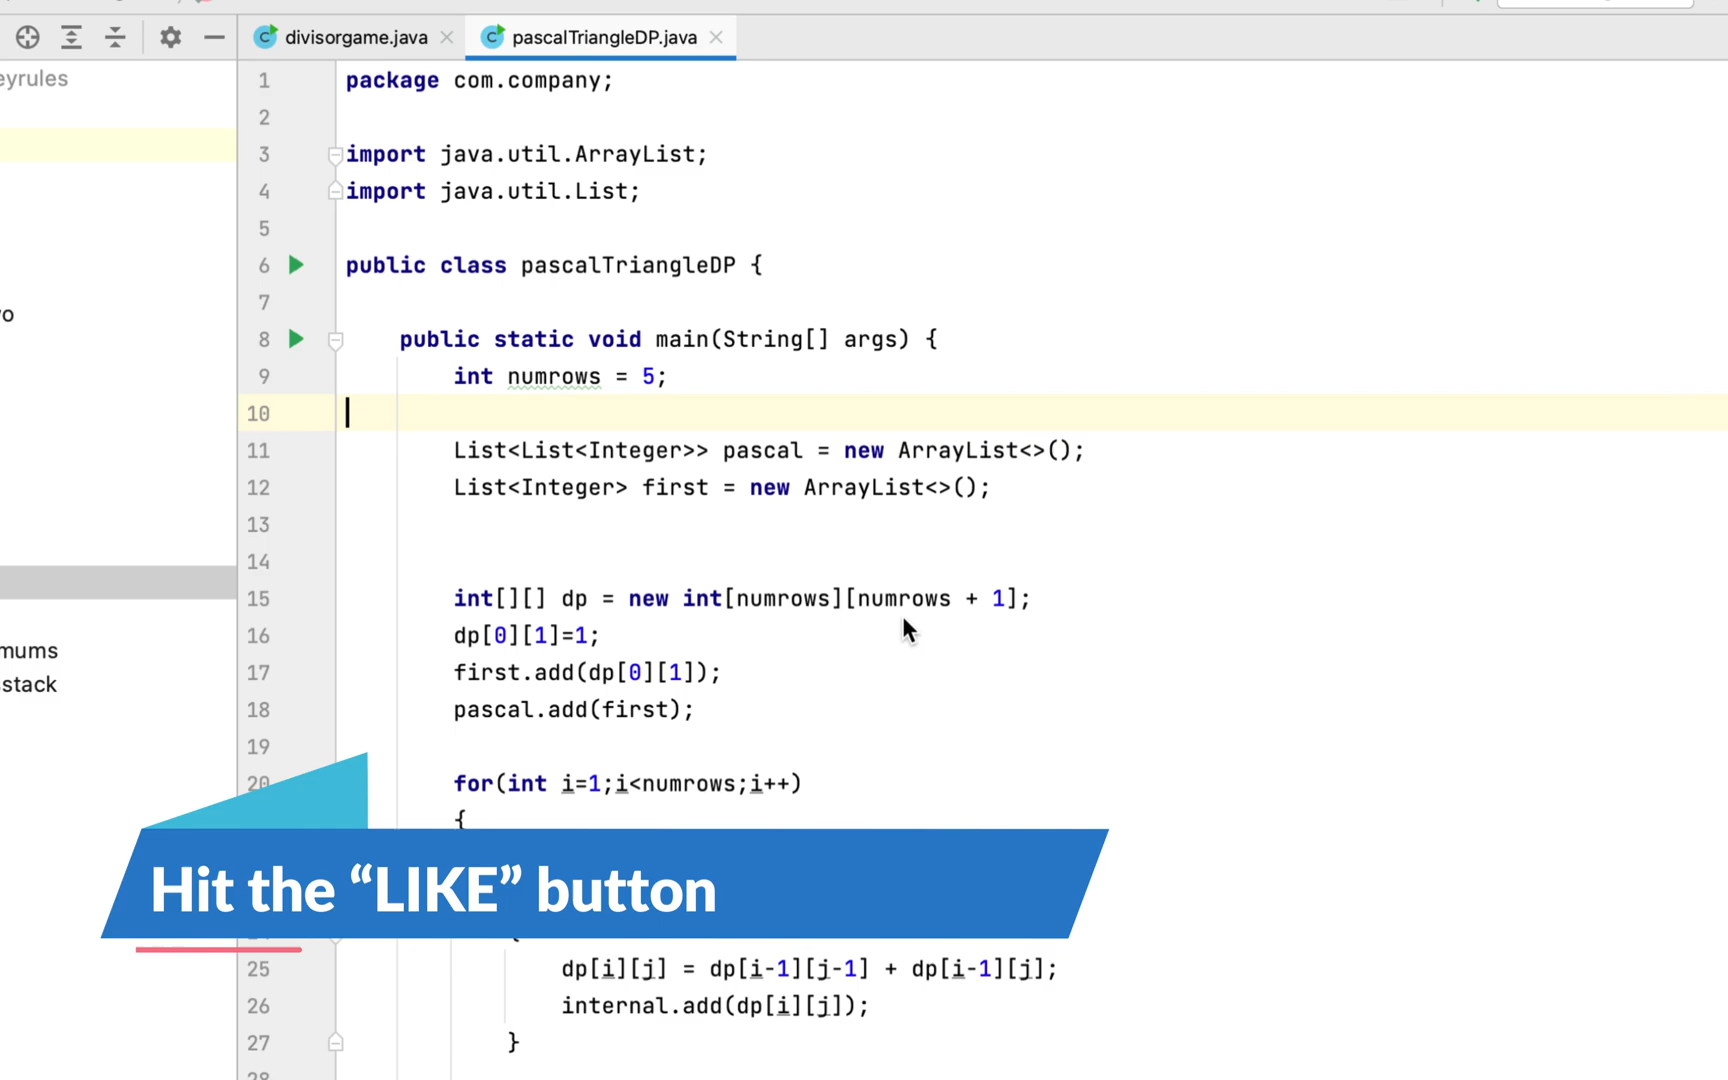 divisorgame.java
pascalTriangleDP.java
eyrules
1 package com.company;
2
3 import java.util.ArrayList;
4 import java.util.List;
5
6 public class pascalTriangleDP {
7
8 public static void main(String[] args) {
9 int numrows = 5;
10
11 List<List<Integer>> pascal = new ArrayList<>();
12 List<Integer> first = new ArrayList<>();
13
14
15 int[][] dp = new int[numrows][numrows + 1];
16 dp[0][1]=1;
17 first.add(dp[0][1]);
18 pascal.add(first);
19
20 for(int i=1;i<numrows;i++)
{
Hit the “LIKE” button
25 dp[i][j] = dp[i-1][j-1] + dp[i-1][j];
26 internal.add(dp[i][j]);
27 }
28
mums
stack